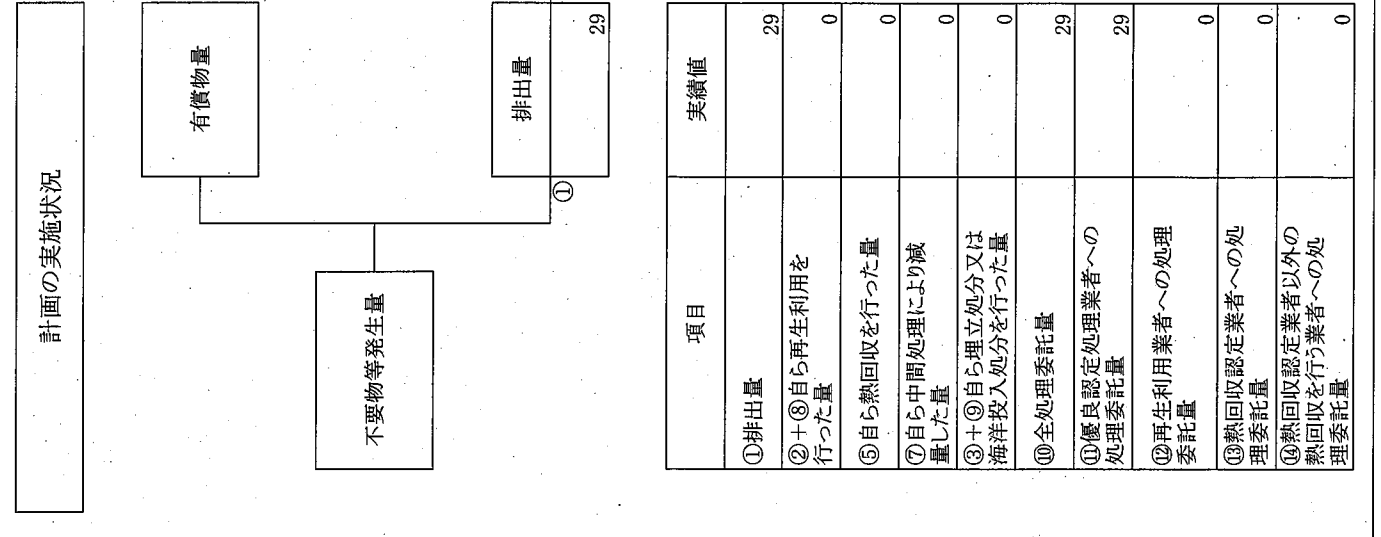 計画の実施状況
有償物量
不要物等発生量
①
排出量
29
項目
実績値
①排出量
29
②+⑧自ら再生利用を
行った量
0
⑤自ら熱回収を行った量
0
⑦自ら中間処理により減
量した量
0
③+⑨自ら埋立処分又は
海洋投入処分を行った量
0
⑩全処理委託量
29
⑪優良認定処理業者への
処理委託量
29
⑫再生利用業者への処理
委託量
0
⑬熱回収認定業者への処
理委託量
0
⑭熱回収認定業者以外の
熱回収を行う業者への処
理委託量
0